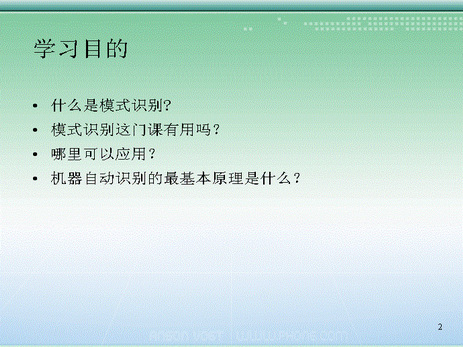 学习目的
• 什么是模式识别?
• 模式识别这门课有用吗？
• 哪里可以应用？
• 机器自动识别的最基本原理是什么？
2